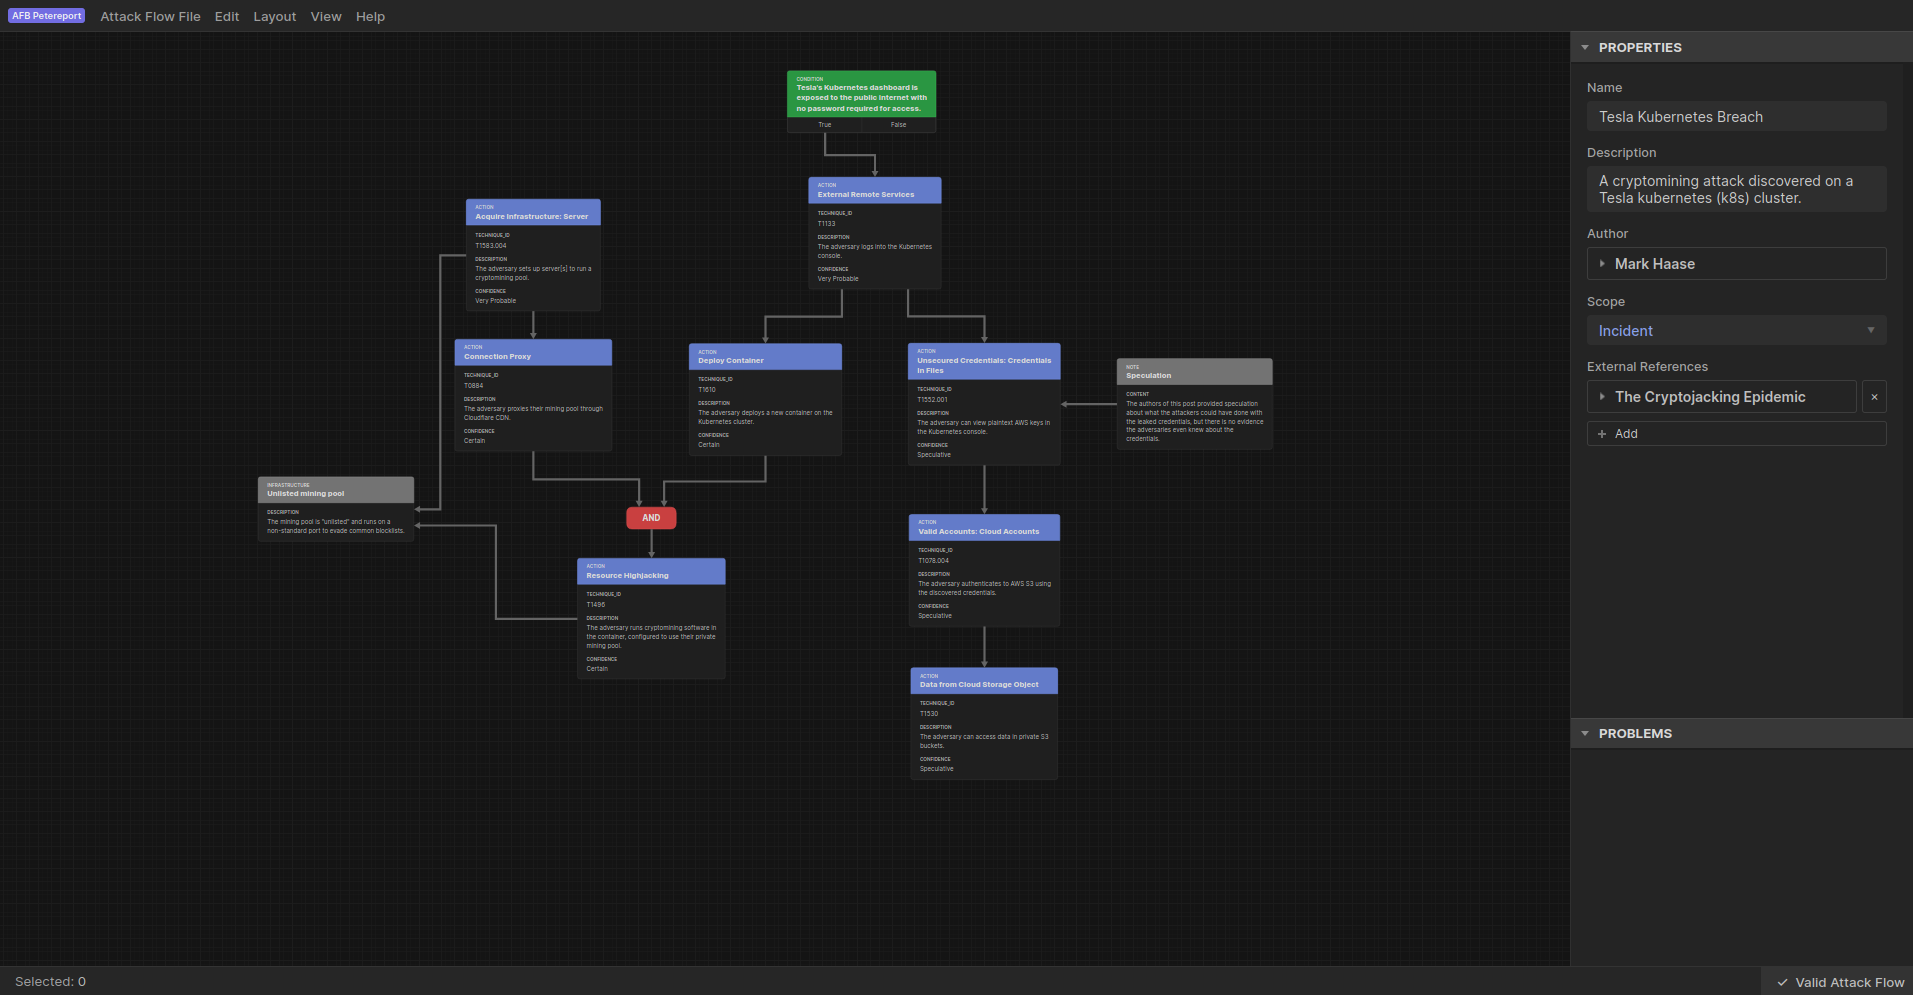 AFB Petereport
Attack Flow File
Edit
Layout
View
Help
CONDITION
Tesla's Kubernetes dashboard is
exposed to the public internet with
no password required for access.
True
False
ACTION
External Remote Services
TECHNIQUE_ID
T1133
DESCRIPTION
The adversary logs into the Kubernetes
console.
CONFIDENCE
Very Probable
ACTION
Acquire Infrastructure: Server
TECHNIQUE_ID
T1583.004
DESCRIPTION
The adversary sets up server[s] to run a
cryptomining pool.
CONFIDENCE
Very Probable
ACTION
Connection Proxy
TECHNIQUE_ID
T0884
DESCRIPTION
The adversary proxies their mining pool through
Cloudflare CDN.
CONFIDENCE
Certain
ACTION
Deploy Container
TECHNIQUE_ID
T1610
DESCRIPTION
The adversary deploys a new container on the
Kubernetes cluster.
CONFIDENCE
Certain
ACTION
Unsecured Credentials: Credentials
In Files
TECHNIQUE_ID
T1552.001
DESCRIPTION
The adversary can view plaintext AWS keys in
the Kubernetes console.
CONFIDENCE
Speculative
NOTE
Speculation
CONTENT
The authors of this post provided speculation
about what the attackers could have done with
the leaked credentials, but there is no evidence
the adversaries even knew about the
credentials.
INFRASTRUCTURE
Unlisted mining pool
DESCRIPTION
The mining pool is "unlisted" and runs on a
non-standard port to evade common blocklists.
AND
ACTION
Resource Highjacking
TECHNIQUE_ID
T1496
DESCRIPTION
The adversary runs cryptomining software in
the container, configured to use their private
mining pool.
CONFIDENCE
Certain
ACTION
Valid Accounts: Cloud Accounts
TECHNIQUE_ID
T1078.004
DESCRIPTION
The adversary authenticates to AWS S3 using
the discovered credentials.
CONFIDENCE
Speculative
ACTION
Data from Cloud Storage Object
TECHNIQUE_ID
T1530
DESCRIPTION
The adversary can access data in private S3
buckets.
CONFIDENCE
Speculative
PROPERTIES
Name
Tesla Kubernetes Breach
Description
A cryptomining attack discovered on a
Tesla kubernetes (k8s) cluster.
Author
Mark Haase
Scope
Incident
External References
The Cryptojacking Epidemic
×
+ Add
PROBLEMS
Selected: 0
✓ Valid Attack Flow